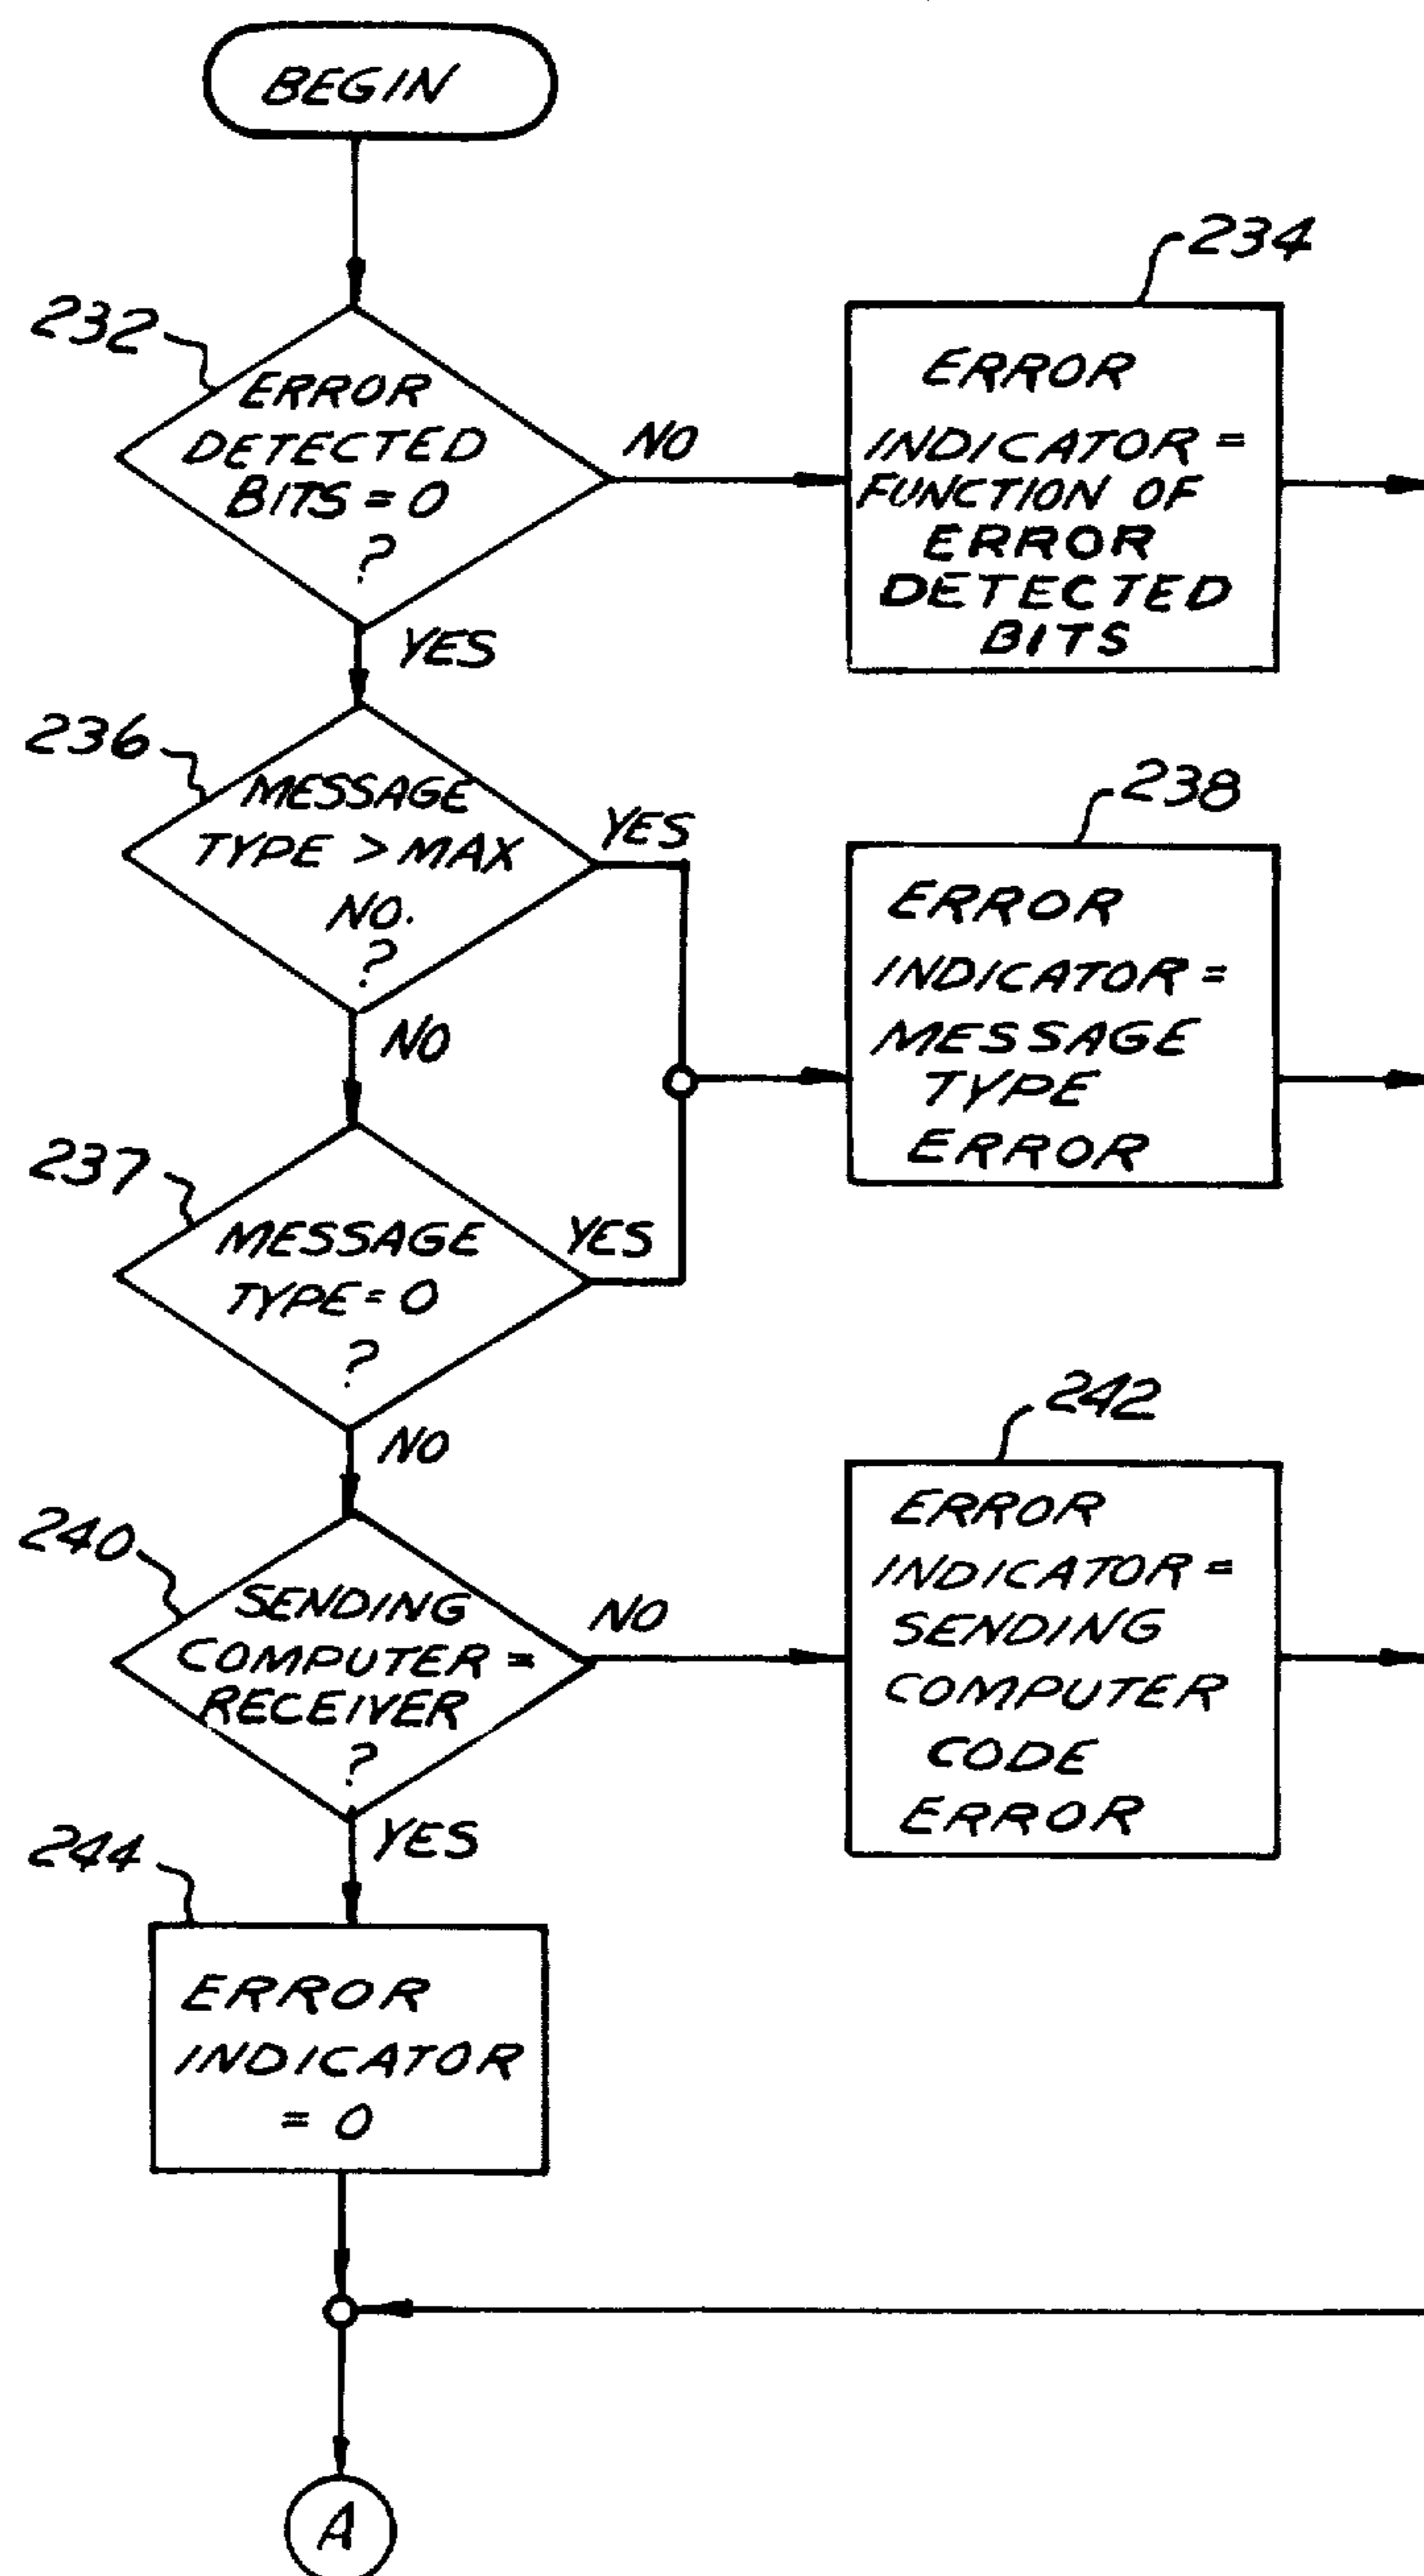 BEGIN
232
ERROR
DETECTED
BITS = 0
?
NO
YES
234
ERROR
INDICATOR =
FUNCTION OF
ERROR
DETECTED
BITS
236
MESSAGE
TYPE > MAX
NO.
?
YES
NO
238
ERROR
INDICATOR =
MESSAGE
TYPE
ERROR
237
MESSAGE
TYPE = 0
?
YES
NO
240
SENDING
COMPUTER =
RECEIVER
?
NO
YES
242
ERROR
INDICATOR =
SENDING
COMPUTER
CODE
ERROR
244
ERROR
INDICATOR
= 0
A